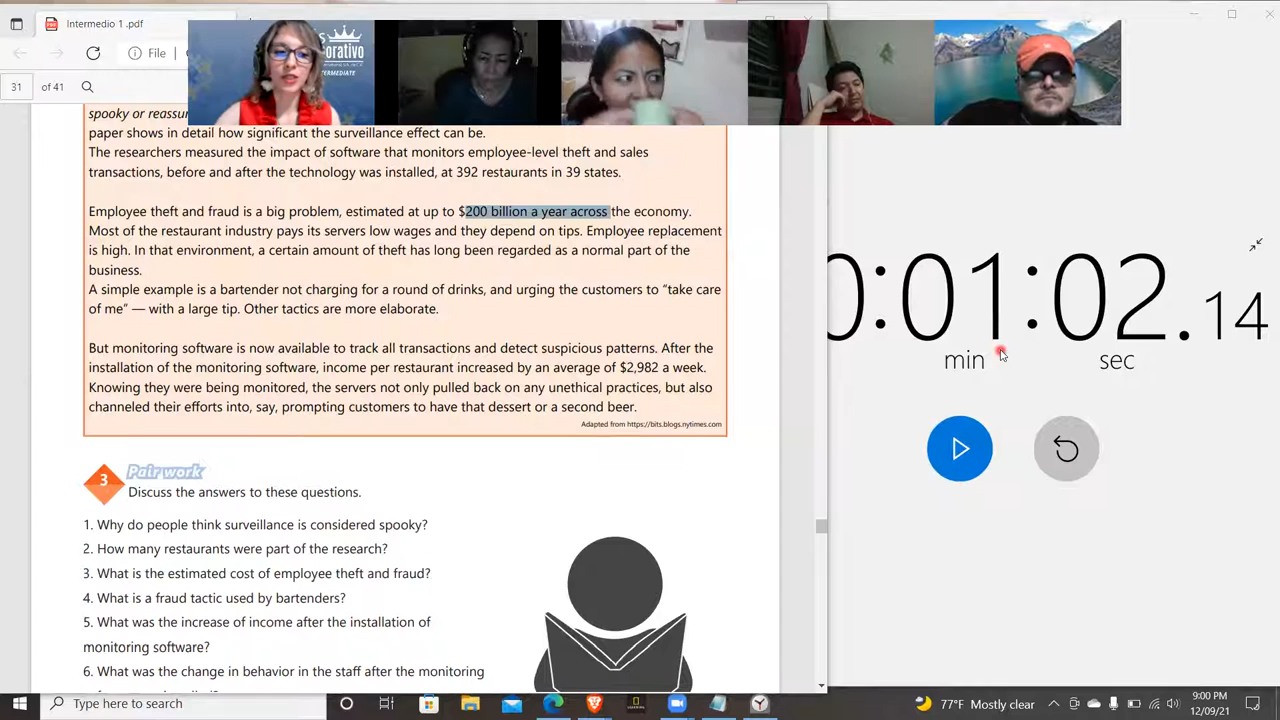 Intermedio 1 .pdf
File
31 of 41
S
orativo
TERMEDIATE
spooky or reassu
paper shows in detail how significant the surveillance effect can be.
The researchers measured the impact of software that monitors employee-level theft and sales
transactions, before and after the technology was installed, at 392 restaurants in 39 states.
Employee theft and fraud is a big problem, estimated at up to $200 billion a year across the economy.
Most of the restaurant industry pays its servers low wages and they depend on tips. Employee replacement
is high. In that environment, a certain amount of theft has long been regarded as a normal part of the
business.
A simple example is a bartender not charging for a round of drinks, and urging the customers to “take care
of me” — with a large tip. Other tactics are more elaborate.
But monitoring software is now available to track all transactions and detect suspicious patterns. After the
installation of the monitoring software, income per restaurant increased by an average of $2,982 a week.
Knowing they were being monitored, the servers not only pulled back on any unethical practices, but also
channeled their efforts into, say, prompting customers to have that dessert or a second beer.
Adapted from https://bits.blogs.nytimes.com
3 Pair work
Discuss the answers to these questions.
1. Why do people think surveillance is considered spooky?
2. How many restaurants were part of the research?
3. What is the estimated cost of employee theft and fraud?
4. What is a fraud tactic used by bartenders?
5. What was the increase of income after the installation of
monitoring software?
6. What was the change in behavior in the staff after the monitoring
0:01:02.14
min sec
Type here to search
77°F Mostly clear
9:00 PM
12/09/21